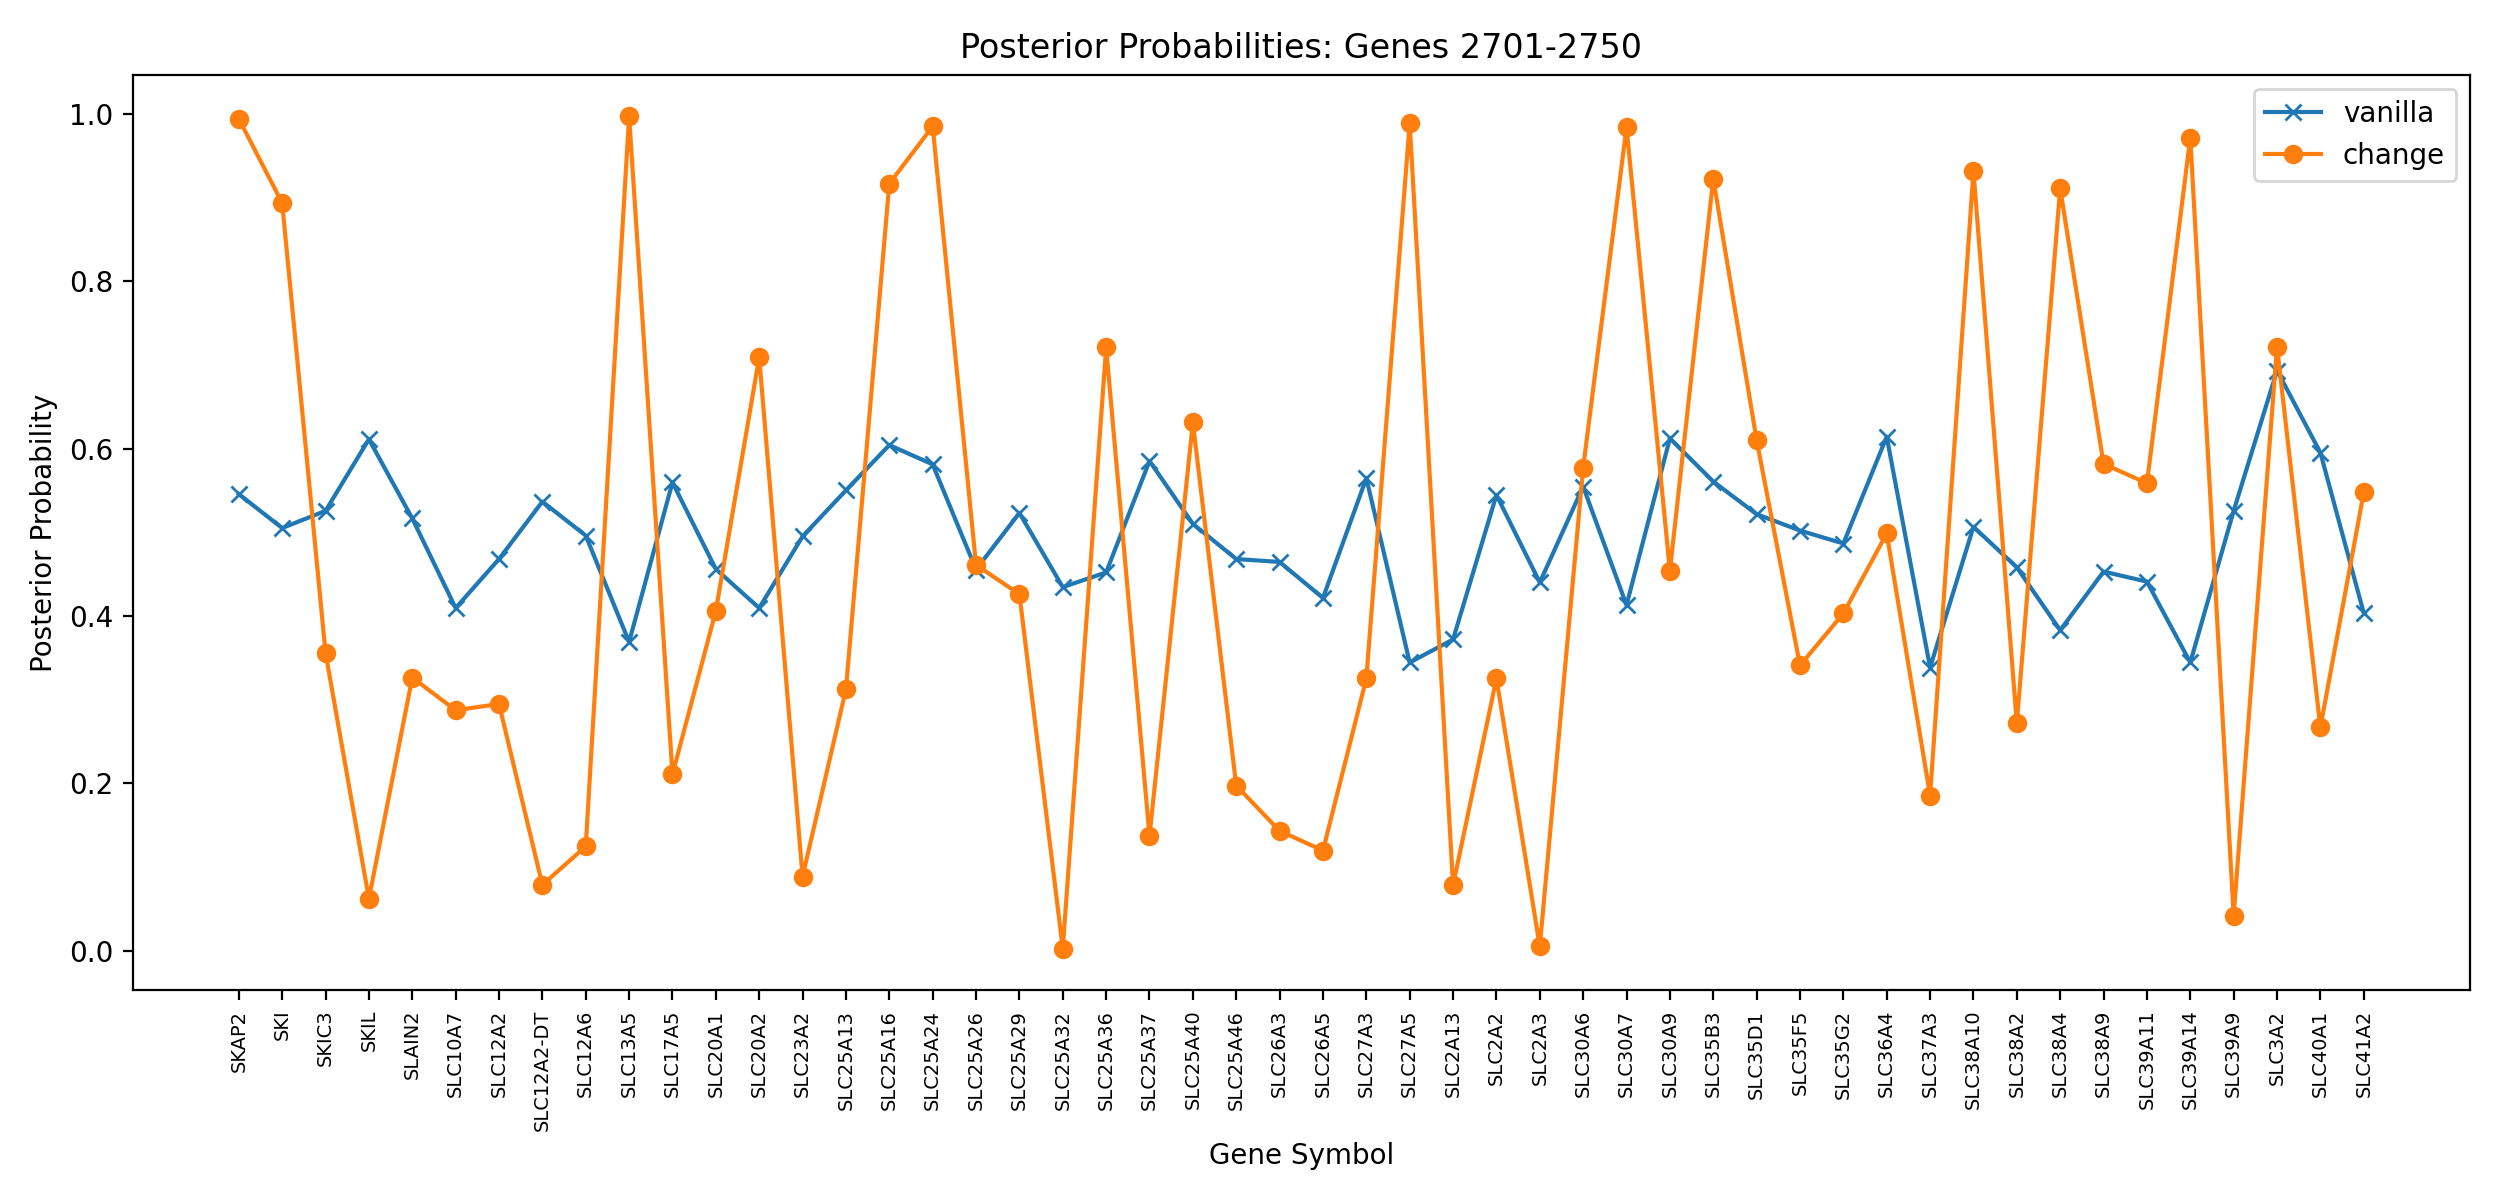 Posterior Probabilities: Genes 2701-2750
vanilla
change
Posterior Probability
1.0
0.8
0.6
0.4
0.2
0.0
SKAP2
SKI
SKIC3
SKIL
SLAIN2
SLC10A7
SLC12A2
SLC12A2-DT
SLC12A6
SLC13A5
SLC17A5
SLC20A1
SLC20A2
SLC23A2
SLC25A13
SLC25A16
SLC25A24
SLC25A26
SLC25A29
SLC25A32
SLC25A36
SLC25A37
SLC25A40
SLC25A46
SLC26A3
SLC26A5
SLC27A3
SLC27A5
SLC2A13
SLC2A2
SLC2A3
SLC30A6
SLC30A7
SLC30A9
SLC35B3
SLC35D1
SLC35F5
SLC35G2
SLC36A4
SLC37A3
SLC38A10
SLC38A2
SLC38A4
SLC38A9
SLC39A11
SLC39A14
SLC39A9
SLC3A2
SLC40A1
SLC41A2
Gene Symbol